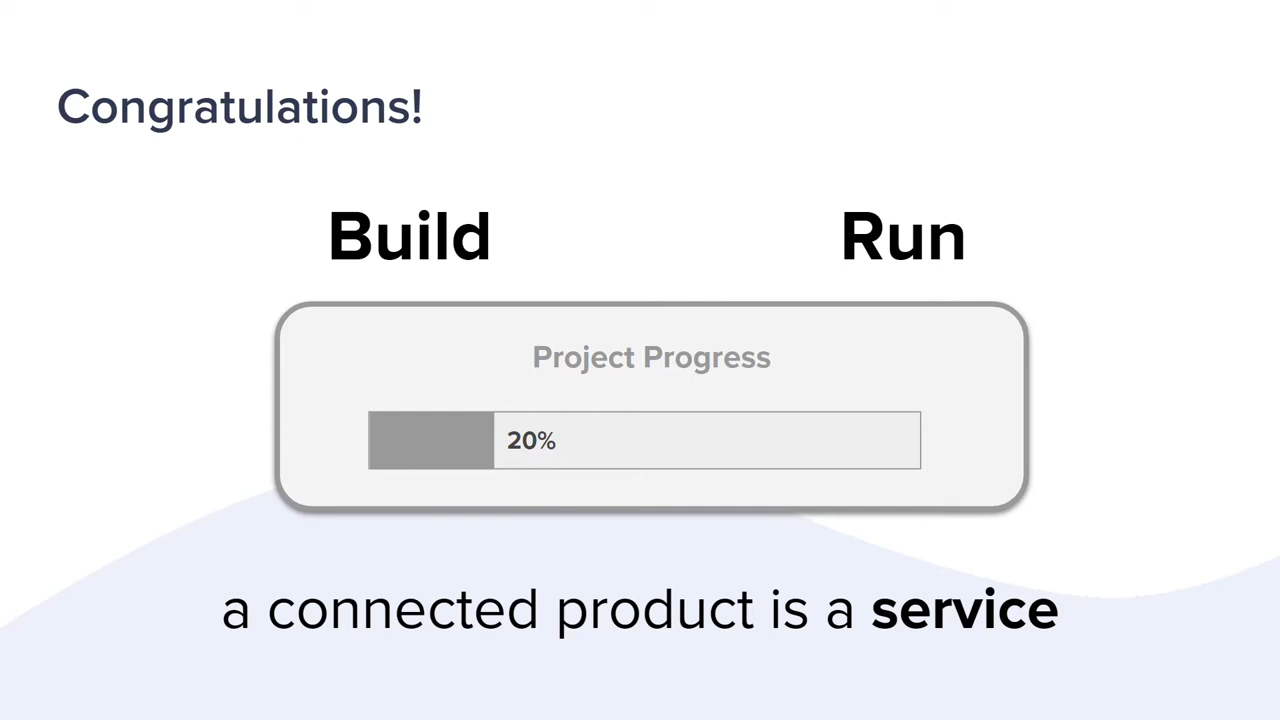 Congratulations!
Build Run
Project Progress
20%
a connected product is a service